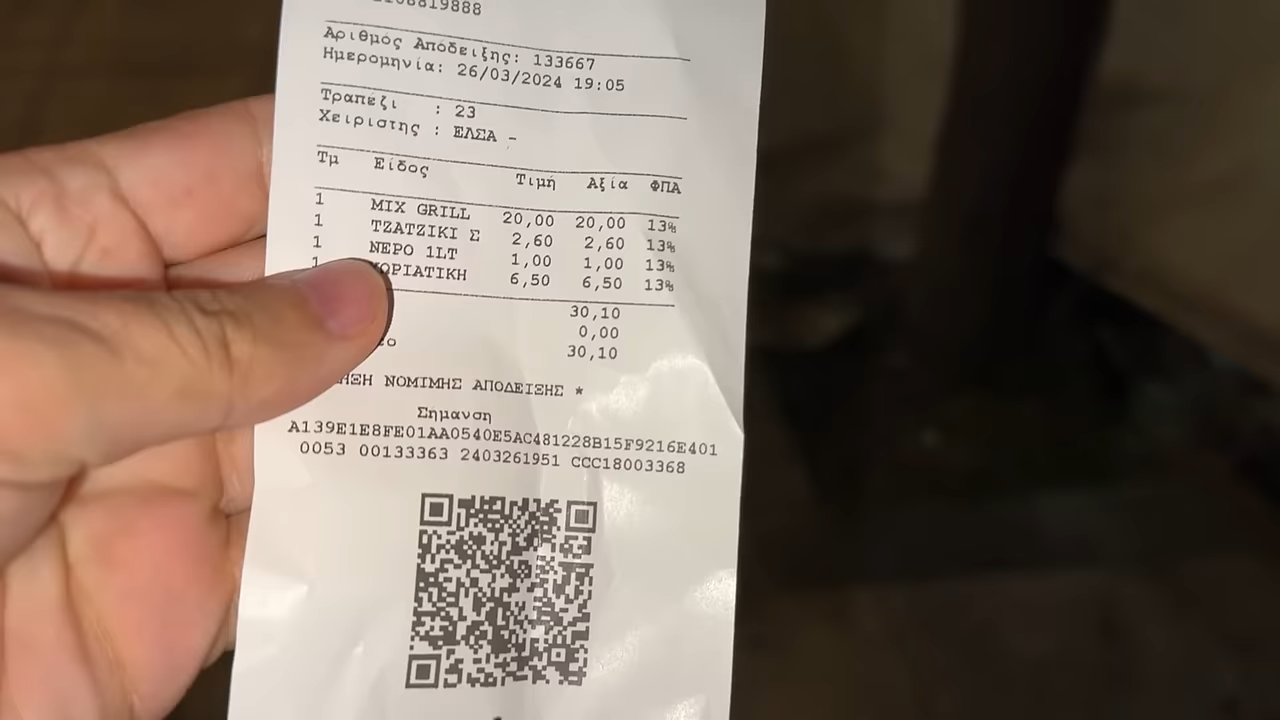 Αριθμός Απόδειξης: 133667
Ημερομηνία: 26/03/2024 19:05
Τραπέζι : 23
Χειριστης : ΕΛΣΑ -
Τμ Είδος Τιμή Αξία ΦΠΑ
1 MIX GRILL 20,00 20,00 13%
1 ΤΖΑΤΖΙΚΙ Σ 2,60 2,60 13%
1 ΝΕΡΟ 1LT 1,00 1,00 13%
1 ΧΩΡΙΑΤΙΚΗ 6,50 6,50 13%
30,10
0,00
30,10
ΝΟΜΙΜΗΣ ΑΠΟΔΕΙΞΗΣ *
Σημανση
A139E1E8FE01AA0540E5AC481228B15F9216E401
0053 00133363 2403261951 CCC18003368